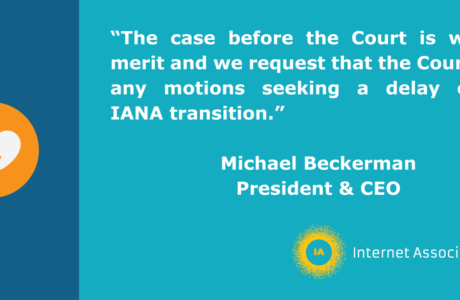 “The case before the Court is w
merit and we request that the Cour
any motions seeking a delay
IANA transition.”
Michael Beckerman
President & CEO
IA
Internet Associ